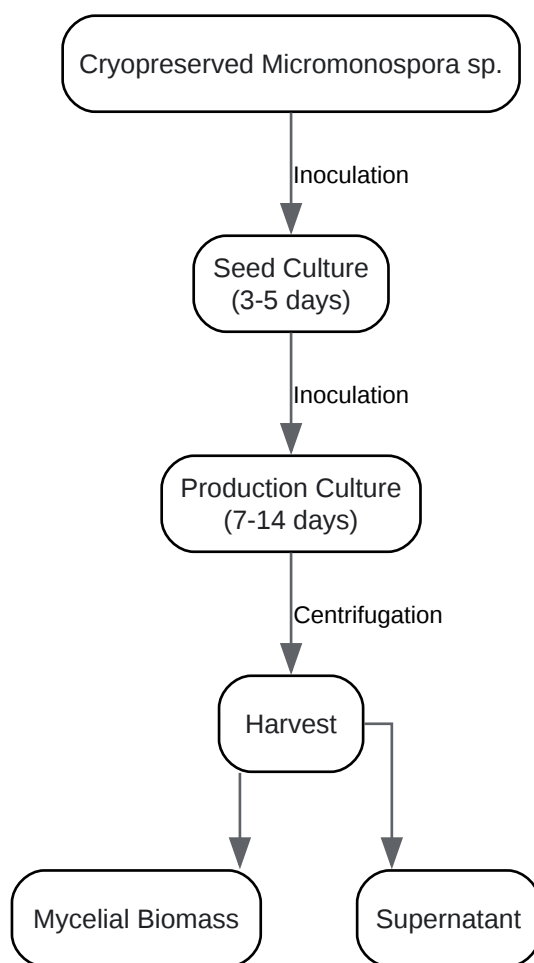 Cryopreserved Micromonospora sp.
Inoculation
Seed Culture
(3-5 days)
Inoculation
Production Culture
(7-14 days)
Centrifugation
Harvest
Mycelial Biomass
Supernatant